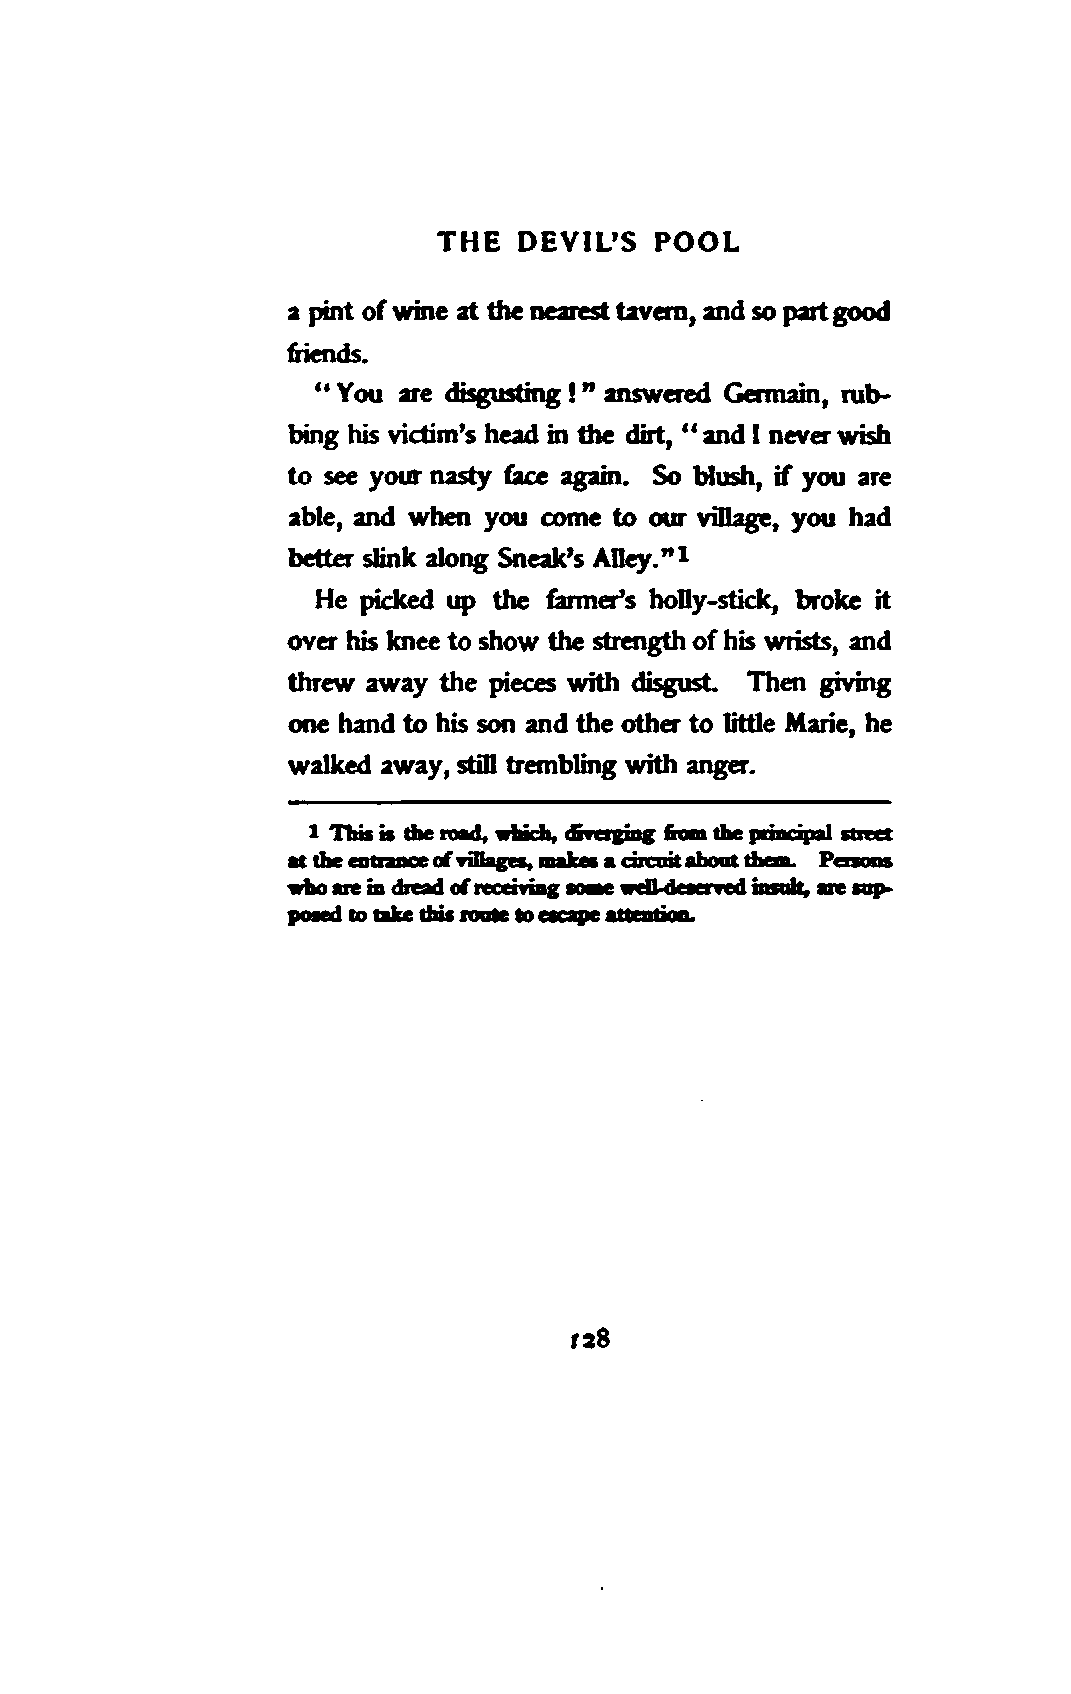 THE DEVIL'S POOL
a pint of wine at the nearest tavern, and so part good
friends.
"You are disgusting!" answered Germain, rub-
bing his victim's head in the dirt, "and I never wish
to see your nasty face again. So blush, if you are
able, and when you come to our village, you had
better slink along Sneak's Alley."1
He picked up the farmer's holly-stick, broke it
over his knee to show the strength of his wrists, and
threw away the pieces with disgust. Then giving
one hand to his son and the other to little Marie, he
walked away, still trembling with anger.
1 This is the road, which, diverging from the principal street
at the entrance of villages, makes a circuit about them. Persons
who are in dread of receiving some well-deserved insult, are sup-
posed to take this route to escape attention.
128